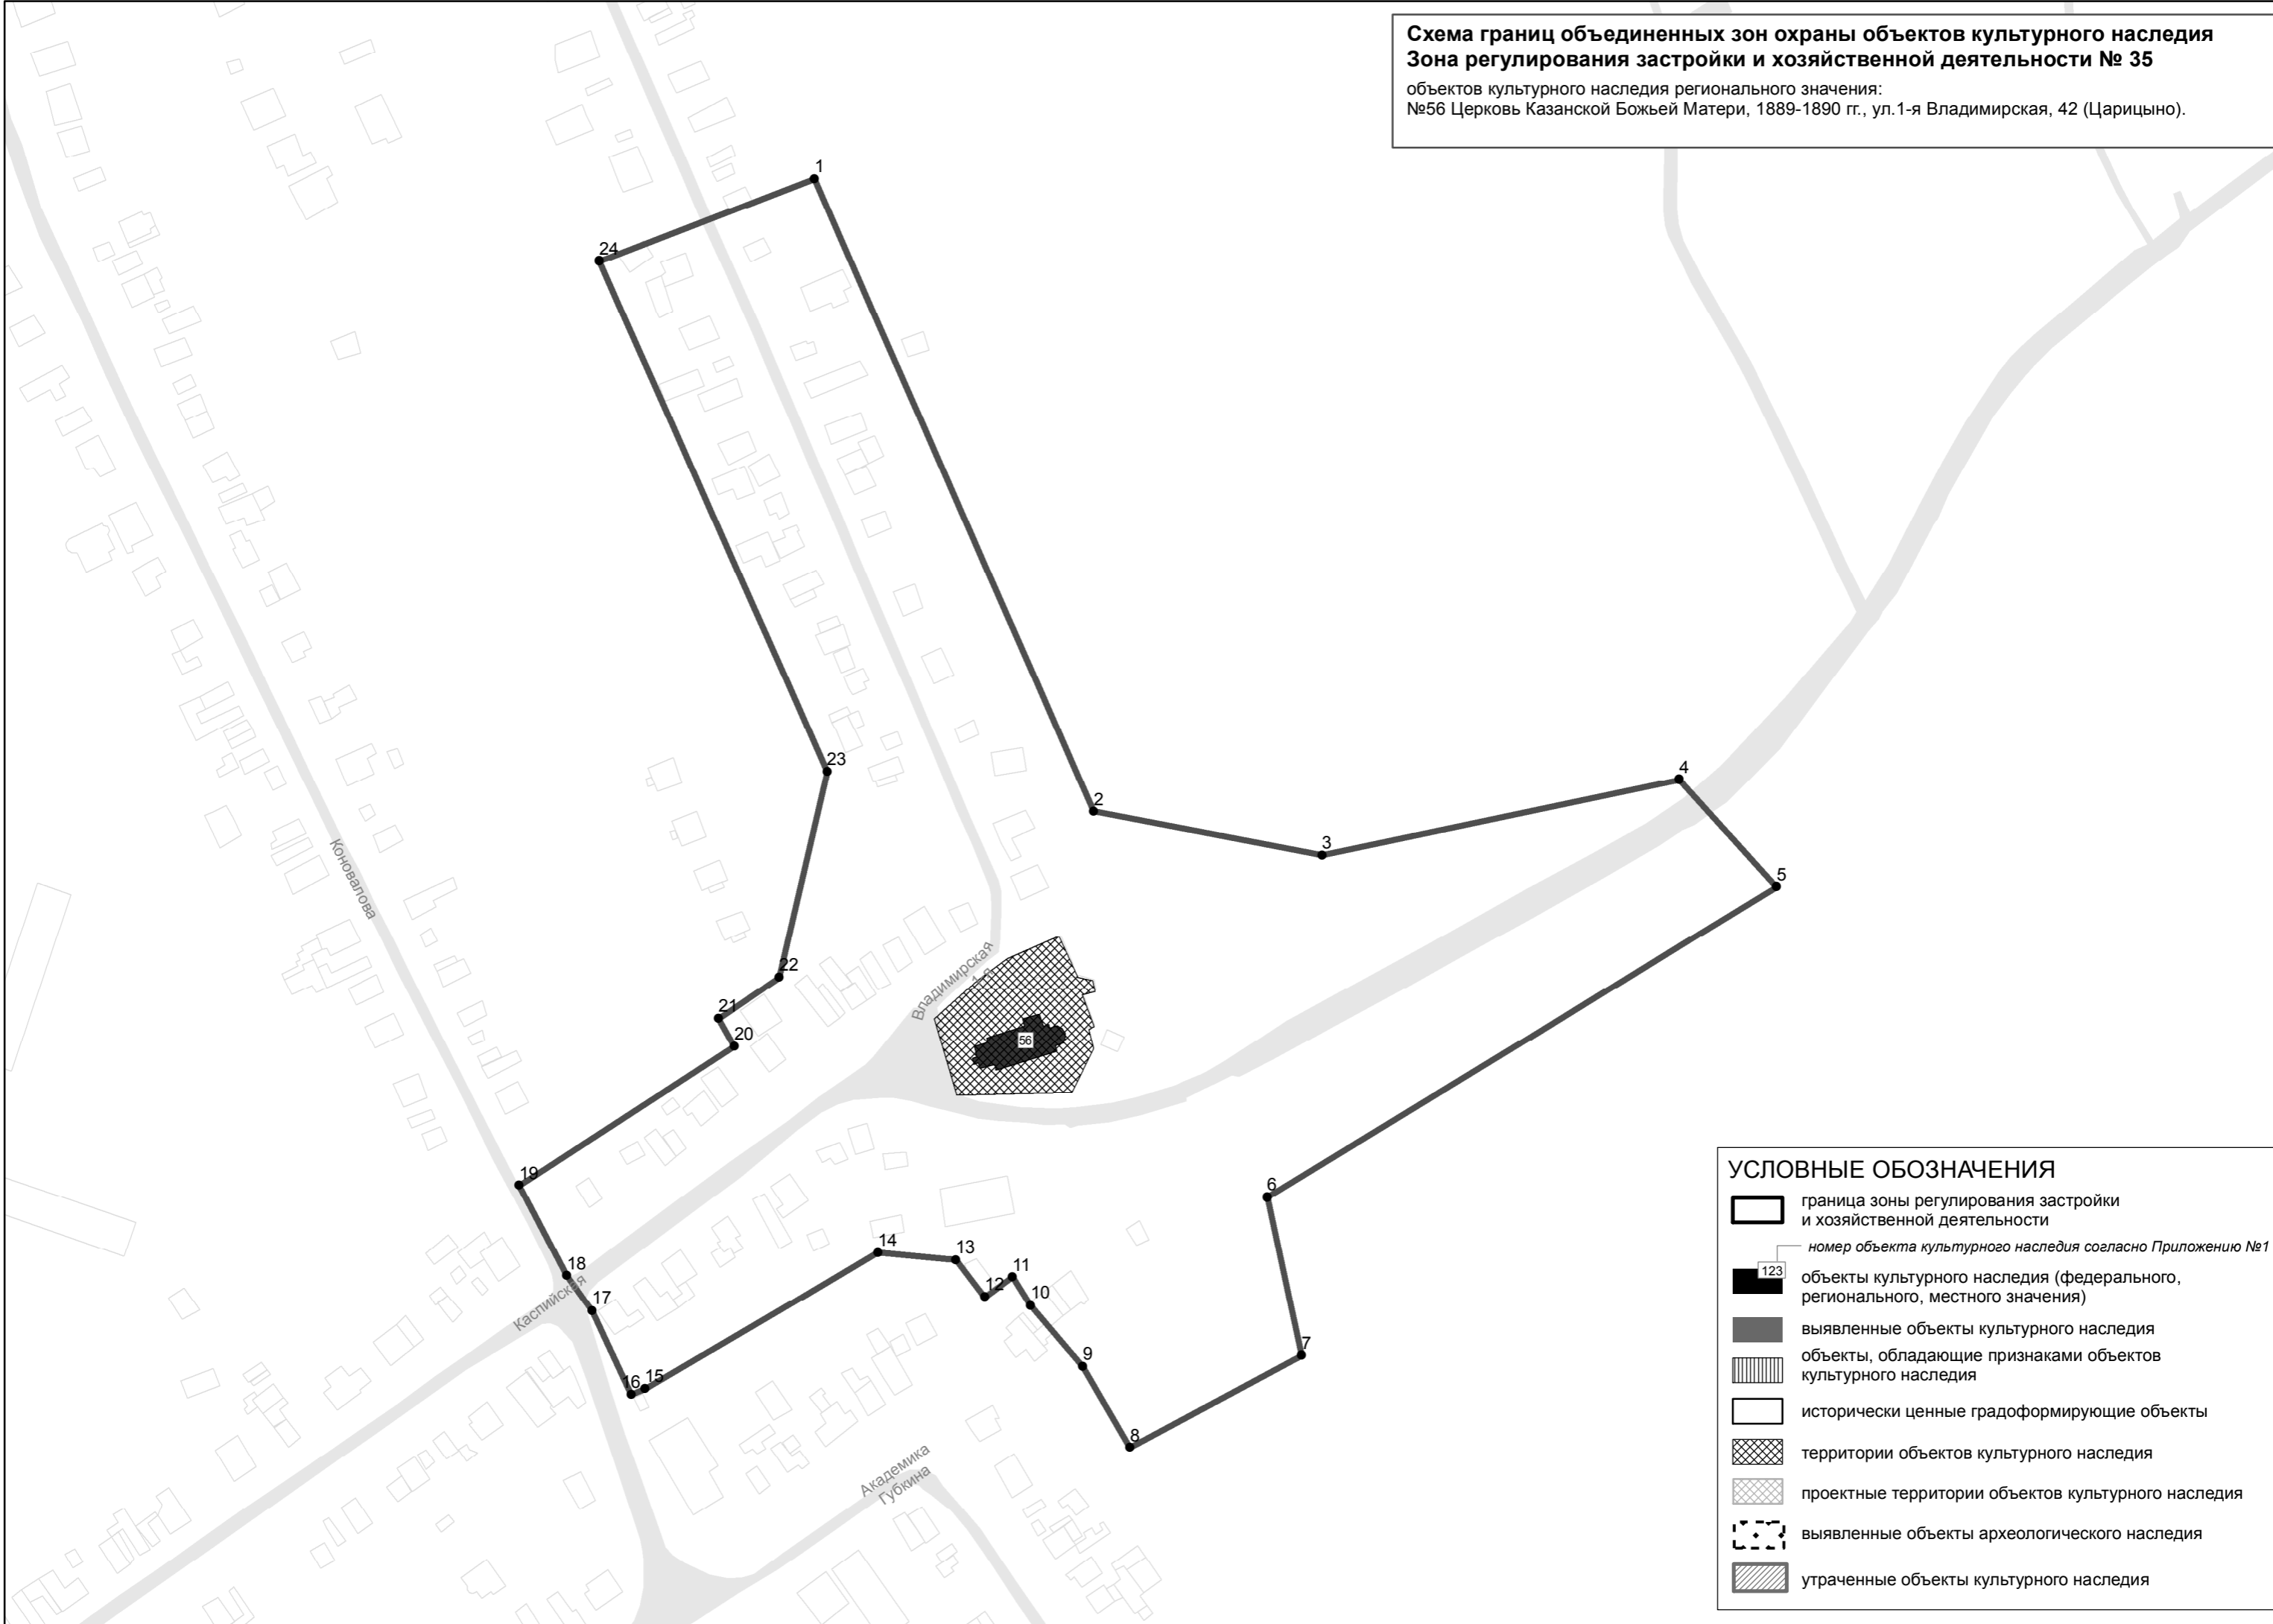 Схема границ объединенных зон охраны объектов культурного наследия
Зона регулирования застройки и хозяйственной деятельности № 35
объектов культурного наследия регионального значения:
№56 Церковь Казанской Божьей Матери, 1889-1890 гг., ул.1-я Владимирская, 42 (Царицыно).
1
24
23
2
4
3
5
Коновалова
22
Владимирская
21
20
56
19
6
14
13
11
18
12
10
Каспийская
17
7
9
16
15
8
Академика
Губкина
УСЛОВНЫЕ ОБОЗНАЧЕНИЯ
граница зоны регулирования застройки
и хозяйственной деятельности
номер объекта культурного наследия согласно Приложению №1
123
объекты культурного наследия (федерального,
регионального, местного значения)
выявленные объекты культурного наследия
объекты, обладающие признаками объектов
культурного наследия
исторически ценные градоформирующие объекты
территории объектов культурного наследия
проектные территории объектов культурного наследия
выявленные объекты археологического наследия
утраченные объекты культурного наследия